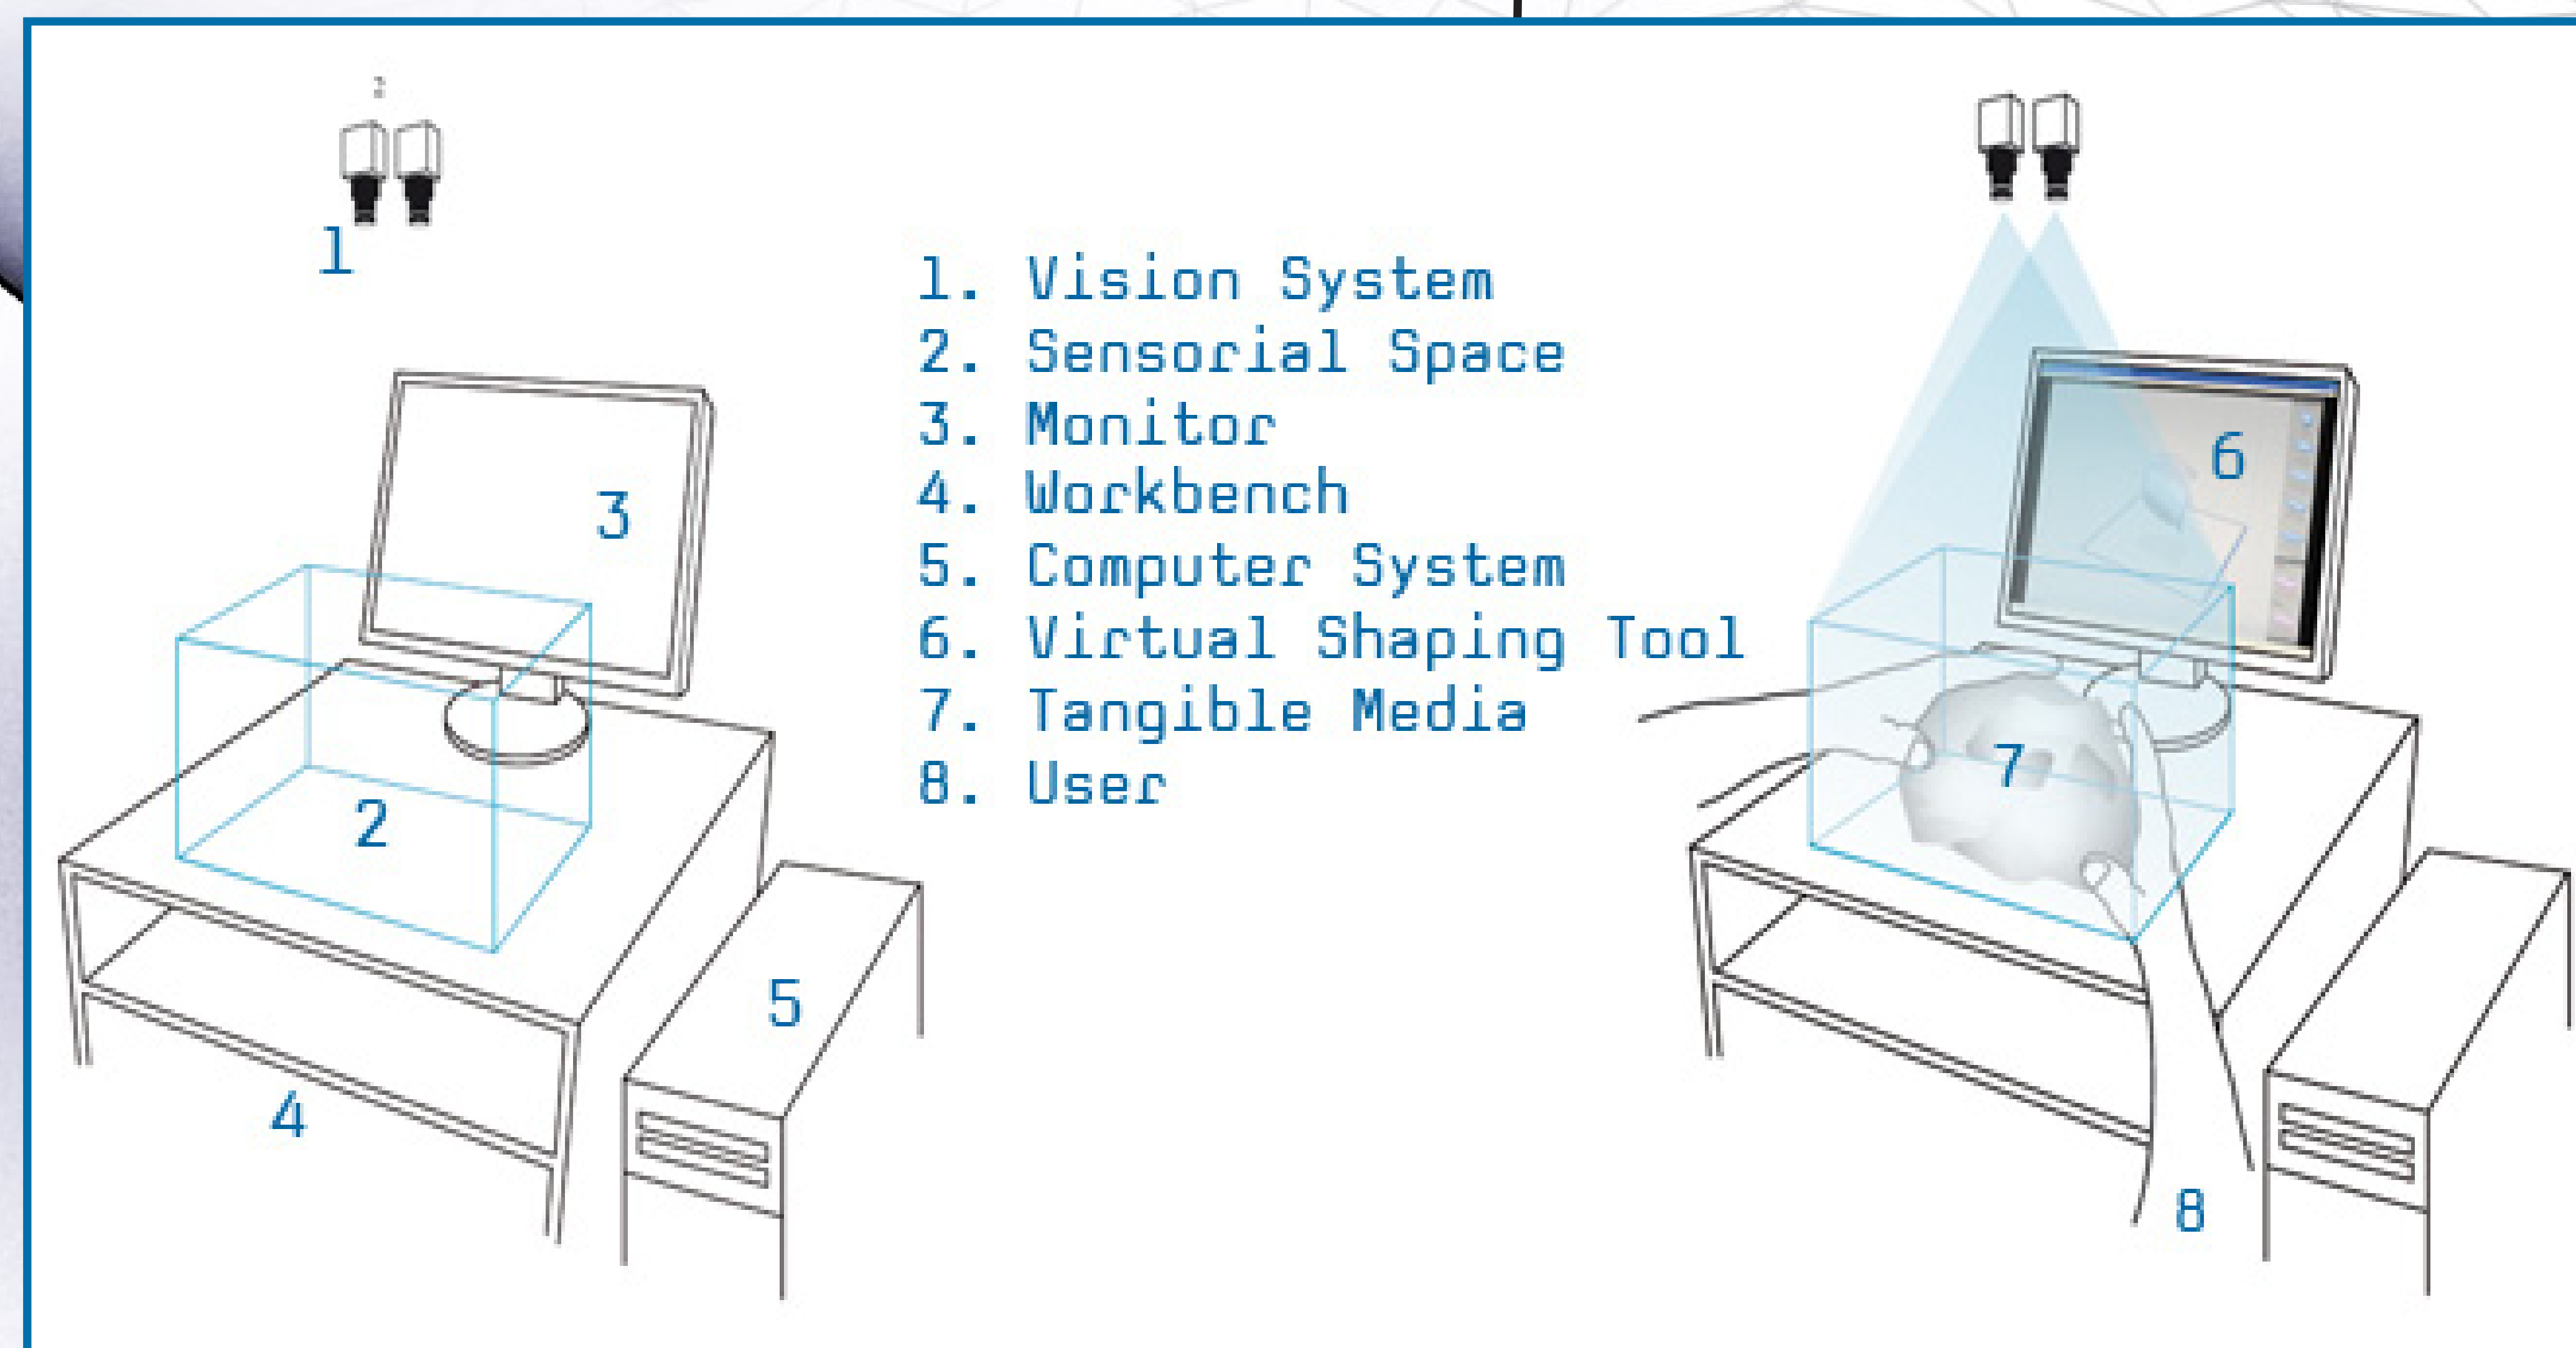 1
3
2
5
4
1. Vision System
2. Sensorial Space
3. Monitor
4. Workbench
5. Computer System
6. Virtual Shaping Tool
7. Tangible Media
8. User
6
7
8